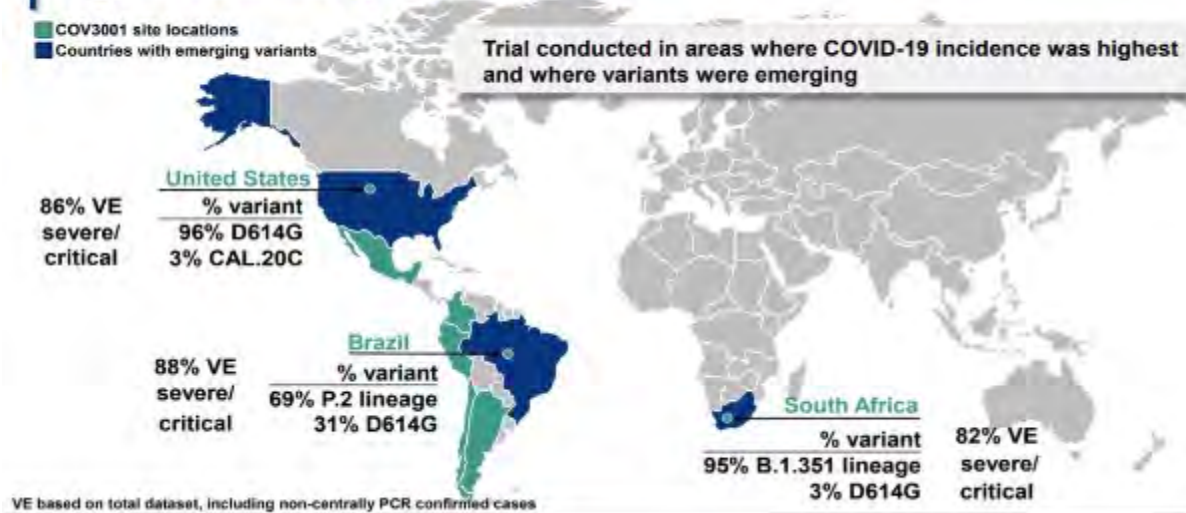 COV3001 site locations
Countries with emerging variants
Trial conducted in areas where COVID-19 incidence was highest
and where variants were emerging
United States
86% VE
severe/
critical
% variant
96% D614G
3% CAL.20C
Brazil
88% VE
severe/
critical
% variant
69% P.2 lineage
31% D614G
South Africa
% variant
95% B.1.351 lineage
3% D614G
82% VE
severe/
critical
VE based on total dataset, including non-centrally PCR confirmed cases